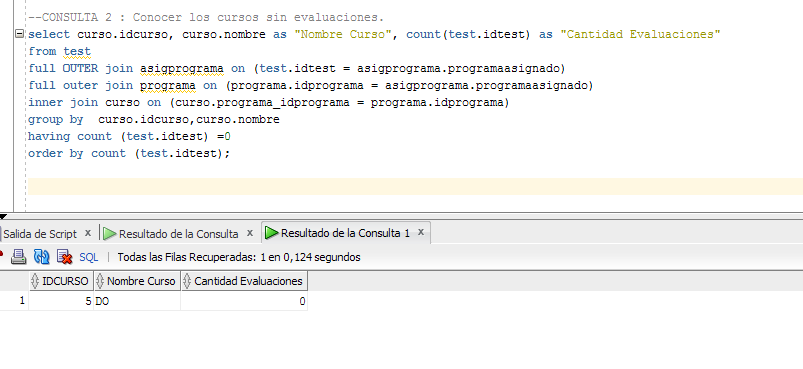 --CONSULTA 2 : Conocer los cursos sin evaluaciones.
select curso.idcurso, curso.nombre as "Nombre Curso", count(test.idtest) as "Cantidad Evaluaciones"
from test
full OUTER join asigprograma on (test.idtest = asigprograma.programaasignado)
full outer join programa on (programa.idprograma = asigprograma.programaasignado)
inner join curso on (curso.programa_idprograma = programa.idprograma)
group by  curso.idcurso,curso.nombre
having count (test.idtest) =0
order by count (test.idtest);
Salida de Script x Resultado de la Consulta x Resultado de la Consulta 1 x
SQL | Todas las Filas Recuperadas: 1 en 0,124 segundos
IDCURSO Nombre Curso Cantidad Evaluaciones
1 5 DO 0